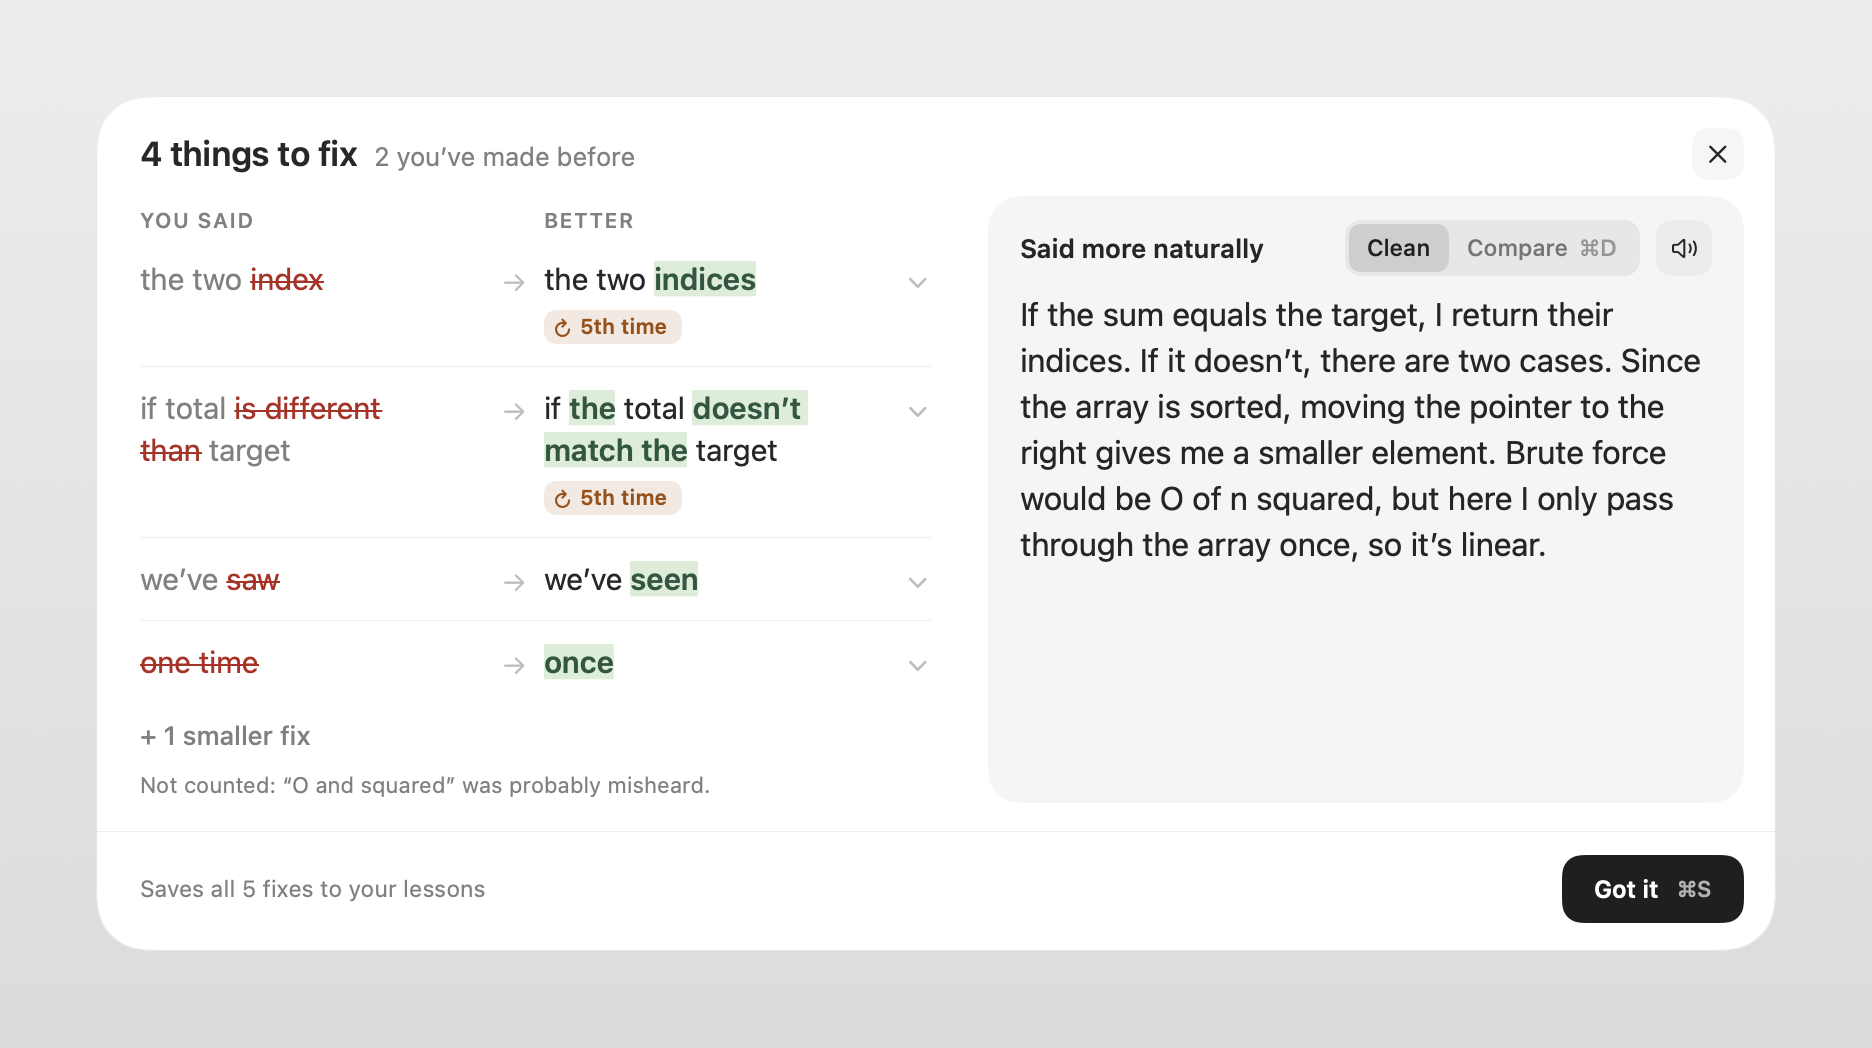 4 things to fix 2 you’ve made before
YOU SAID
BETTER
the two index → the two indices
5th time
if total is different → if the total doesn’t
than target match the target
5th time
we’ve saw → we’ve seen
one time → once
+ 1 smaller fix
Not counted: “O and squared” was probably misheard.
Said more naturally
Clean Compare ⌘D
If the sum equals the target, I return their
indices. If it doesn’t, there are two cases. Since
the array is sorted, moving the pointer to the
right gives me a smaller element. Brute force
would be O of n squared, but here I only pass
through the array once, so it’s linear.
Saves all 5 fixes to your lessons
Got it ⌘S